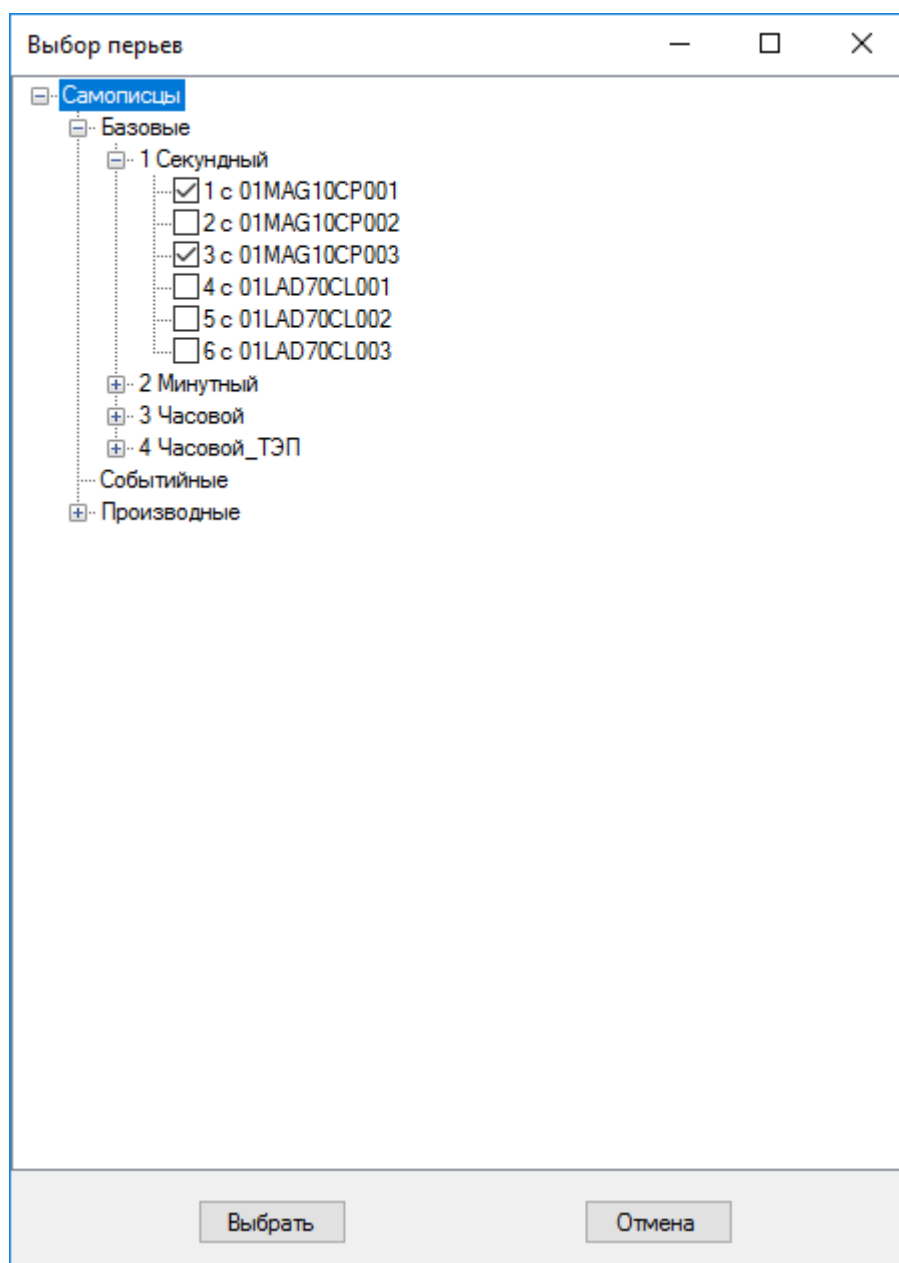 Выбор перьев
Самописцы
Базовые
1 Секундный
1 с 01MAG10CP001
2 с 01MAG10CP002
3 с 01MAG10CP003
4 с 01LAD70CL001
5 с 01LAD70CL002
6 с 01LAD70CL003
2 Минутный
3 Часовой
4 Часовой_ТЭП
Событийные
Производные
Выбрать Отмена